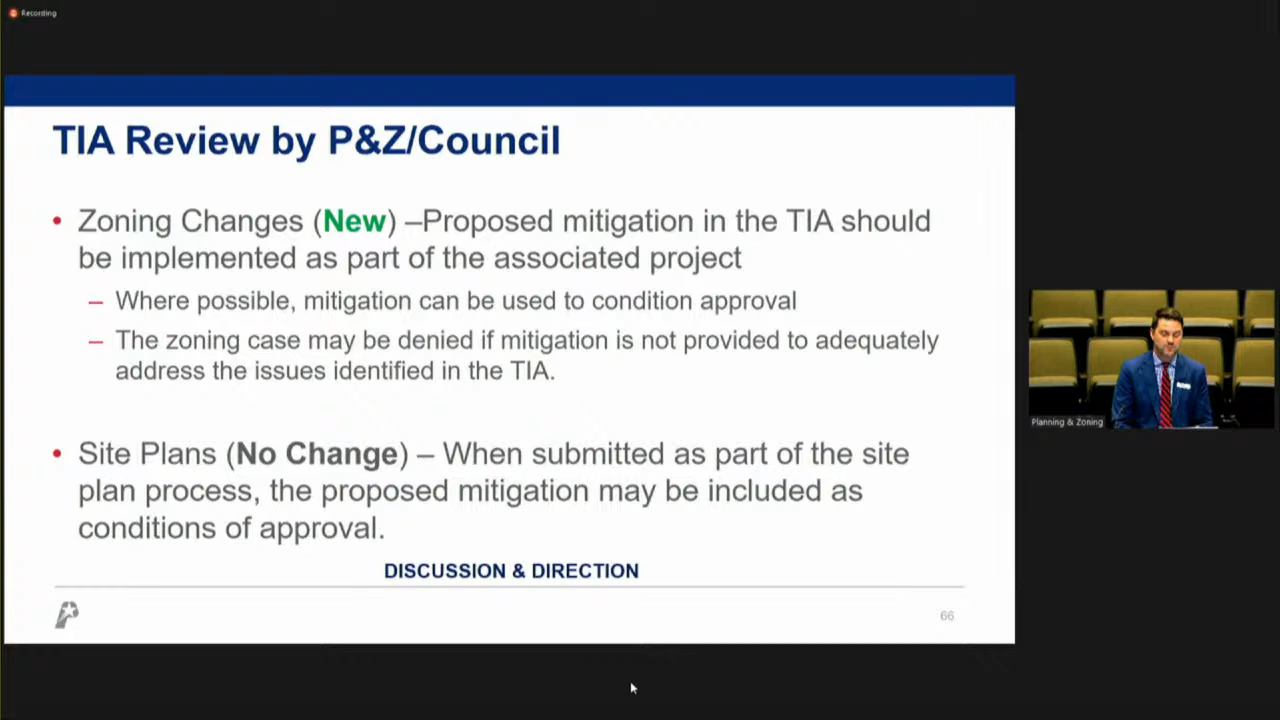 Recording
TIA Review by P&Z/Council
• Zoning Changes (New) –Proposed mitigation in the TIA should
be implemented as part of the associated project
– Where possible, mitigation can be used to condition approval
– The zoning case may be denied if mitigation is not provided to adequately
address the issues identified in the TIA.
• Site Plans (No Change) – When submitted as part of the site
plan process, the proposed mitigation may be included as
conditions of approval.
DISCUSSION & DIRECTION
66
Planning & Zoning